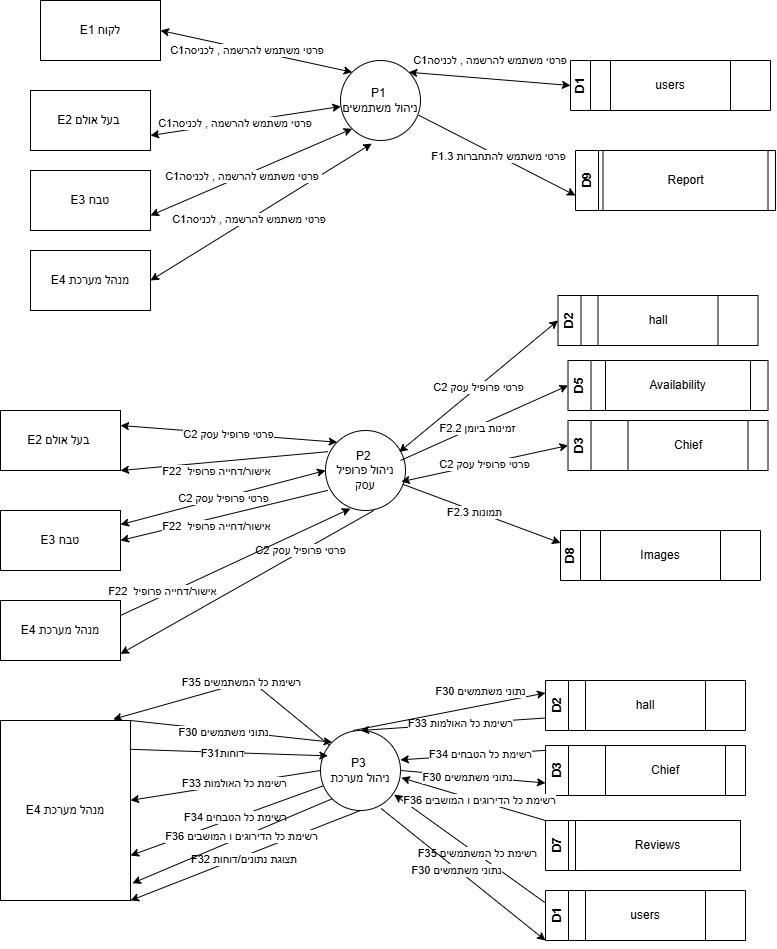 E1 לקוח
C1פרטי משתמש להרשמה , לכניסה
C1פרטי משתמש להרשמה , לכניסה
D1
users
P1
ניהול משתמשים
E2 בעל אולם
C1פרטי משתמש להרשמה , לכניסה
F1.3 פרטי משתמש להתחברות
D9
Report
C1פרטי משתמש להרשמה , לכניסה
E3 טבח
C1פרטי משתמש להרשמה , לכניסה
E4 מנהל מערכת
D2
hall
C2 פרטי פרופיל עסק
D5
Availability
F2.2 זמינות ביומן
E2 בעל אולם
C2 פרטי פרופיל עסק
D3
Chief
P2
ניהול פרופיל
עסק
C2 פרטי פרופיל עסק
F22 אישור/דחייה פרופיל
C2 פרטי פרופיל עסק
F2.3 תמונות
F22 אישור/דחייה פרופיל
E3 טבח
C2 פרטי פרופיל עסק
D8
Images
F22 אישור/דחייה פרופיל
E4 מנהל מערכת
F35 רשימת כל המשתמשים
F30 נתוני משתמשים
D2
hall
F33 רשימת כל האולמות
F30 נתוני משתמשים
F31דוחות
F34 רשימת כל הטבחים
P3
ניהול מערכת
D3
Chief
F30 נתוני משתמשים
F33 רשימת כל האולמות
F36 רשימת כל הדירוגים ו המושבים
E4 מנהל מערכת
F34 רשימת כל הטבחים
F36 רשימת כל הדירוגים ו המושבים
D7
Reviews
F35 רשימת כל המשתמשים
F32 תצוגת נתונים/דוחות
F30 נתוני משתמשים
D1
users